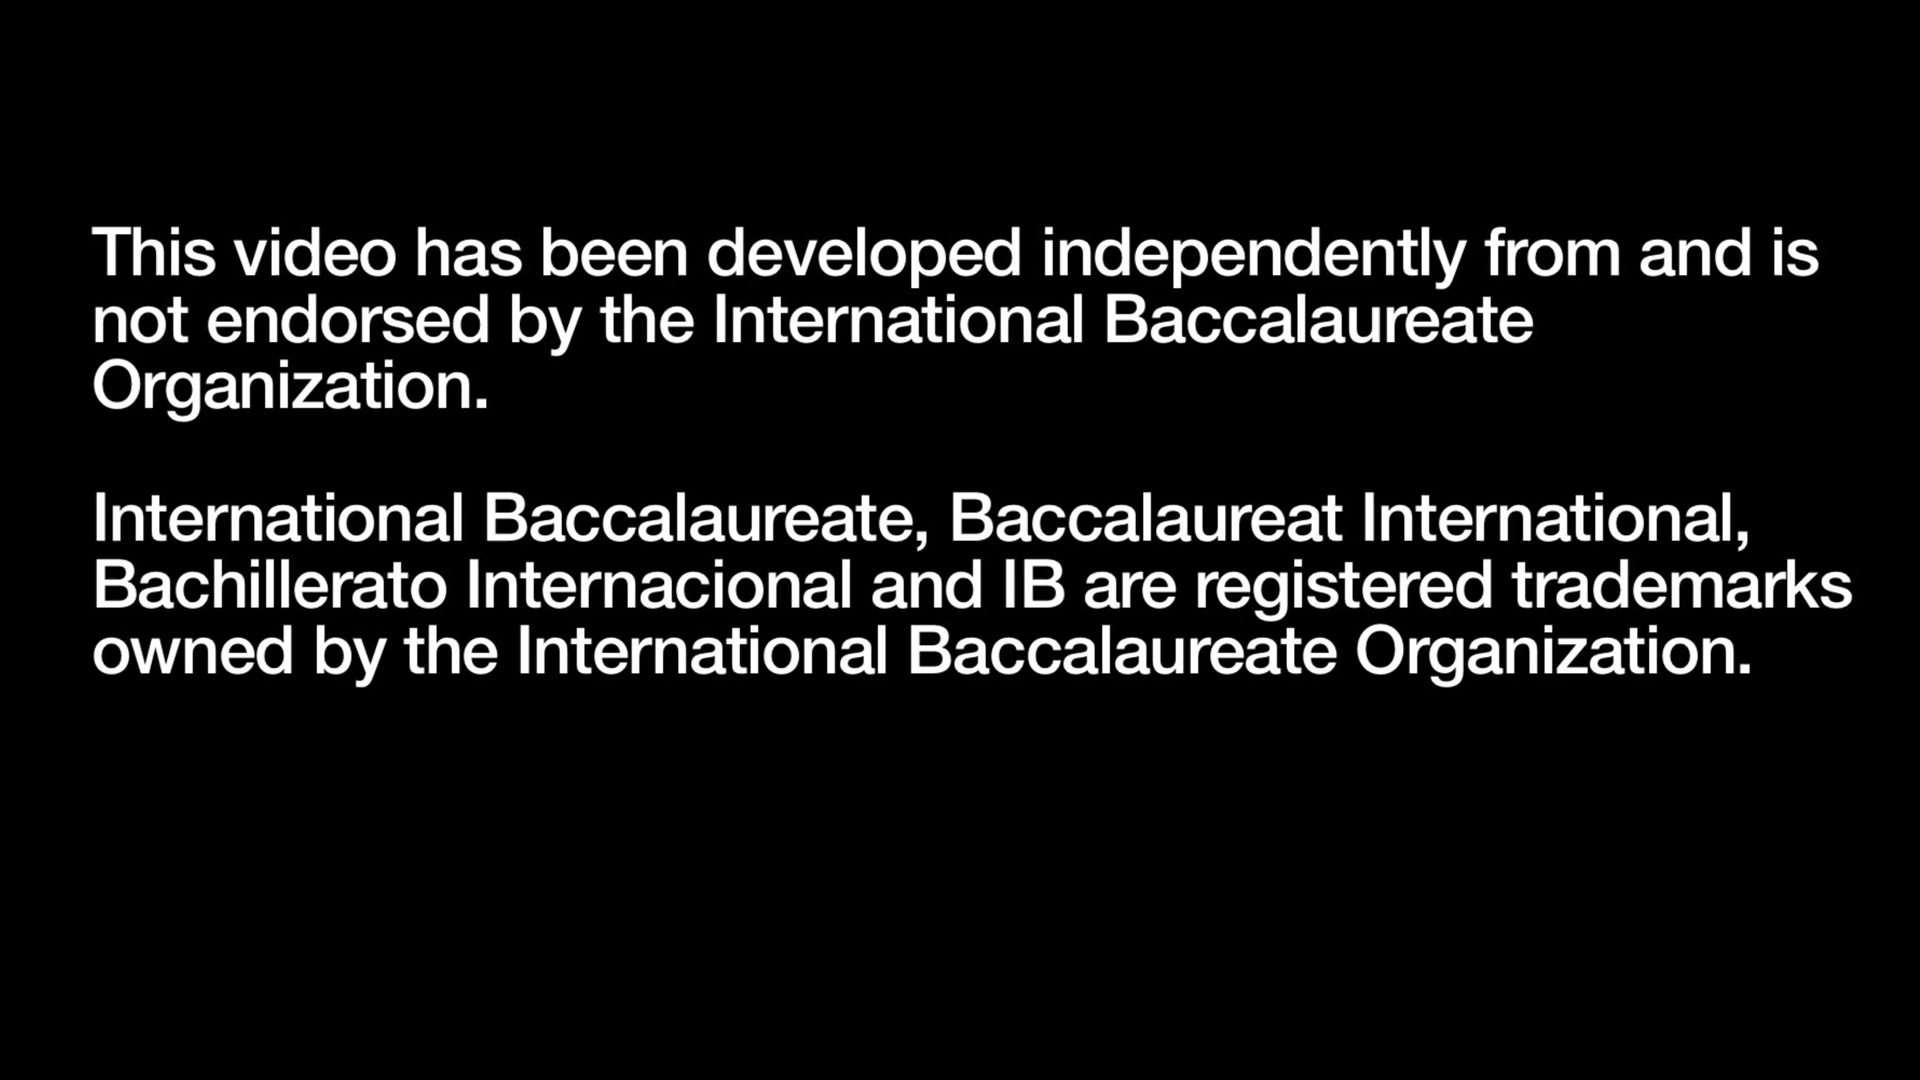 This video has been developed independently from and is
not endorsed by the International Baccalaureate
Organization.
International Baccalaureate, Baccalaureat International,
Bachillerato Internacional and IB are registered trademarks
owned by the International Baccalaureate Organization.